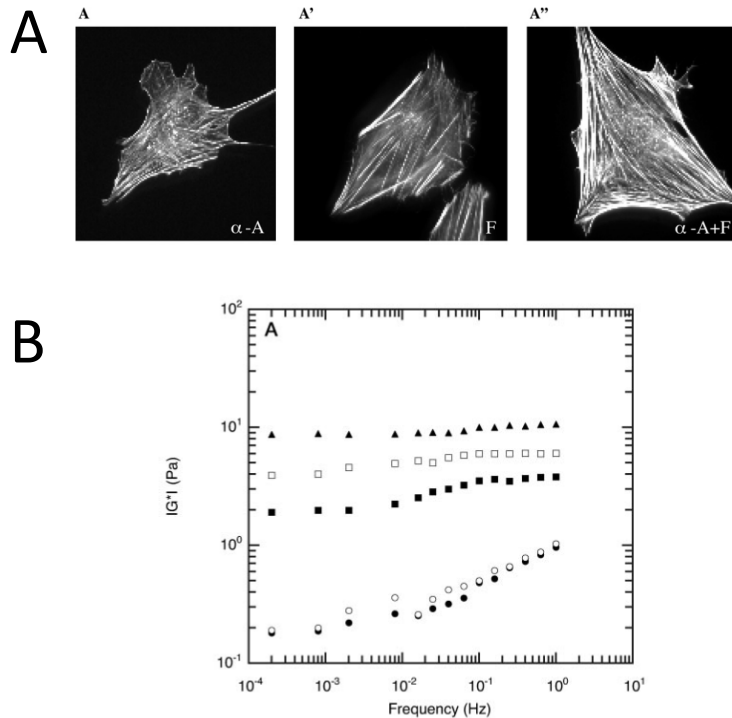 A
A
A'
A''
α-A
F
α-A+F
B
A
10²
10¹
10⁰
10⁻¹
|G*| (Pa)
10⁻⁴
10⁻³
10⁻²
10⁻¹
10⁰
10¹
Frequency (Hz)